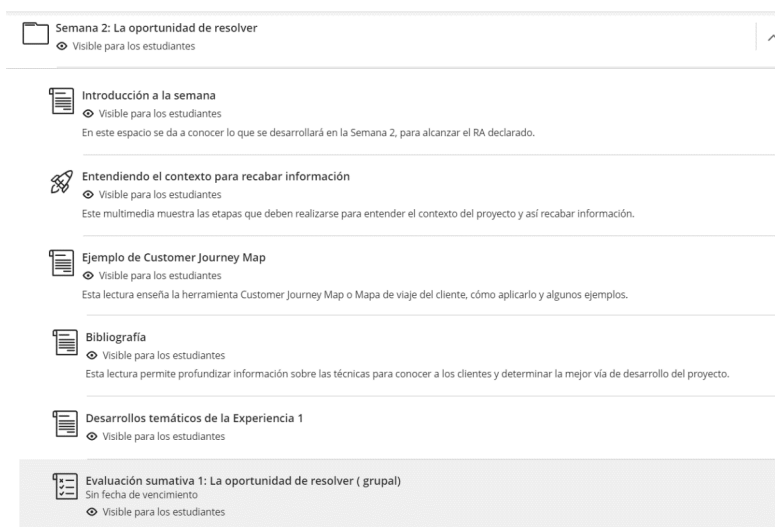 Semana 2: La oportunidad de resolver
Visible para los estudiantes
Introducción a la semana
Visible para los estudiantes
En este espacio se da a conocer lo que se desarrollará en la Semana 2, para alcanzar el RA declarado.
Entendiendo el contexto para recabar información
Visible para los estudiantes
Este multimedia muestra las etapas que deben realizarse para entender el contexto del proyecto y así recabar información.
Ejemplo de Customer Journey Map
Visible para los estudiantes
Esta lectura enseña la herramienta Customer Journey Map o Mapa de viaje del cliente, cómo aplicarlo y algunos ejemplos.
Bibliografía
Visible para los estudiantes
Esta lectura permite profundizar información sobre las técnicas para conocer a los clientes y determinar la mejor vía de desarrollo del proyecto.
Desarrollos temáticos de la Experiencia 1
Visible para los estudiantes
Evaluación sumativa 1: La oportunidad de resolver ( grupal)
Sin fecha de vencimiento
Visible para los estudiantes